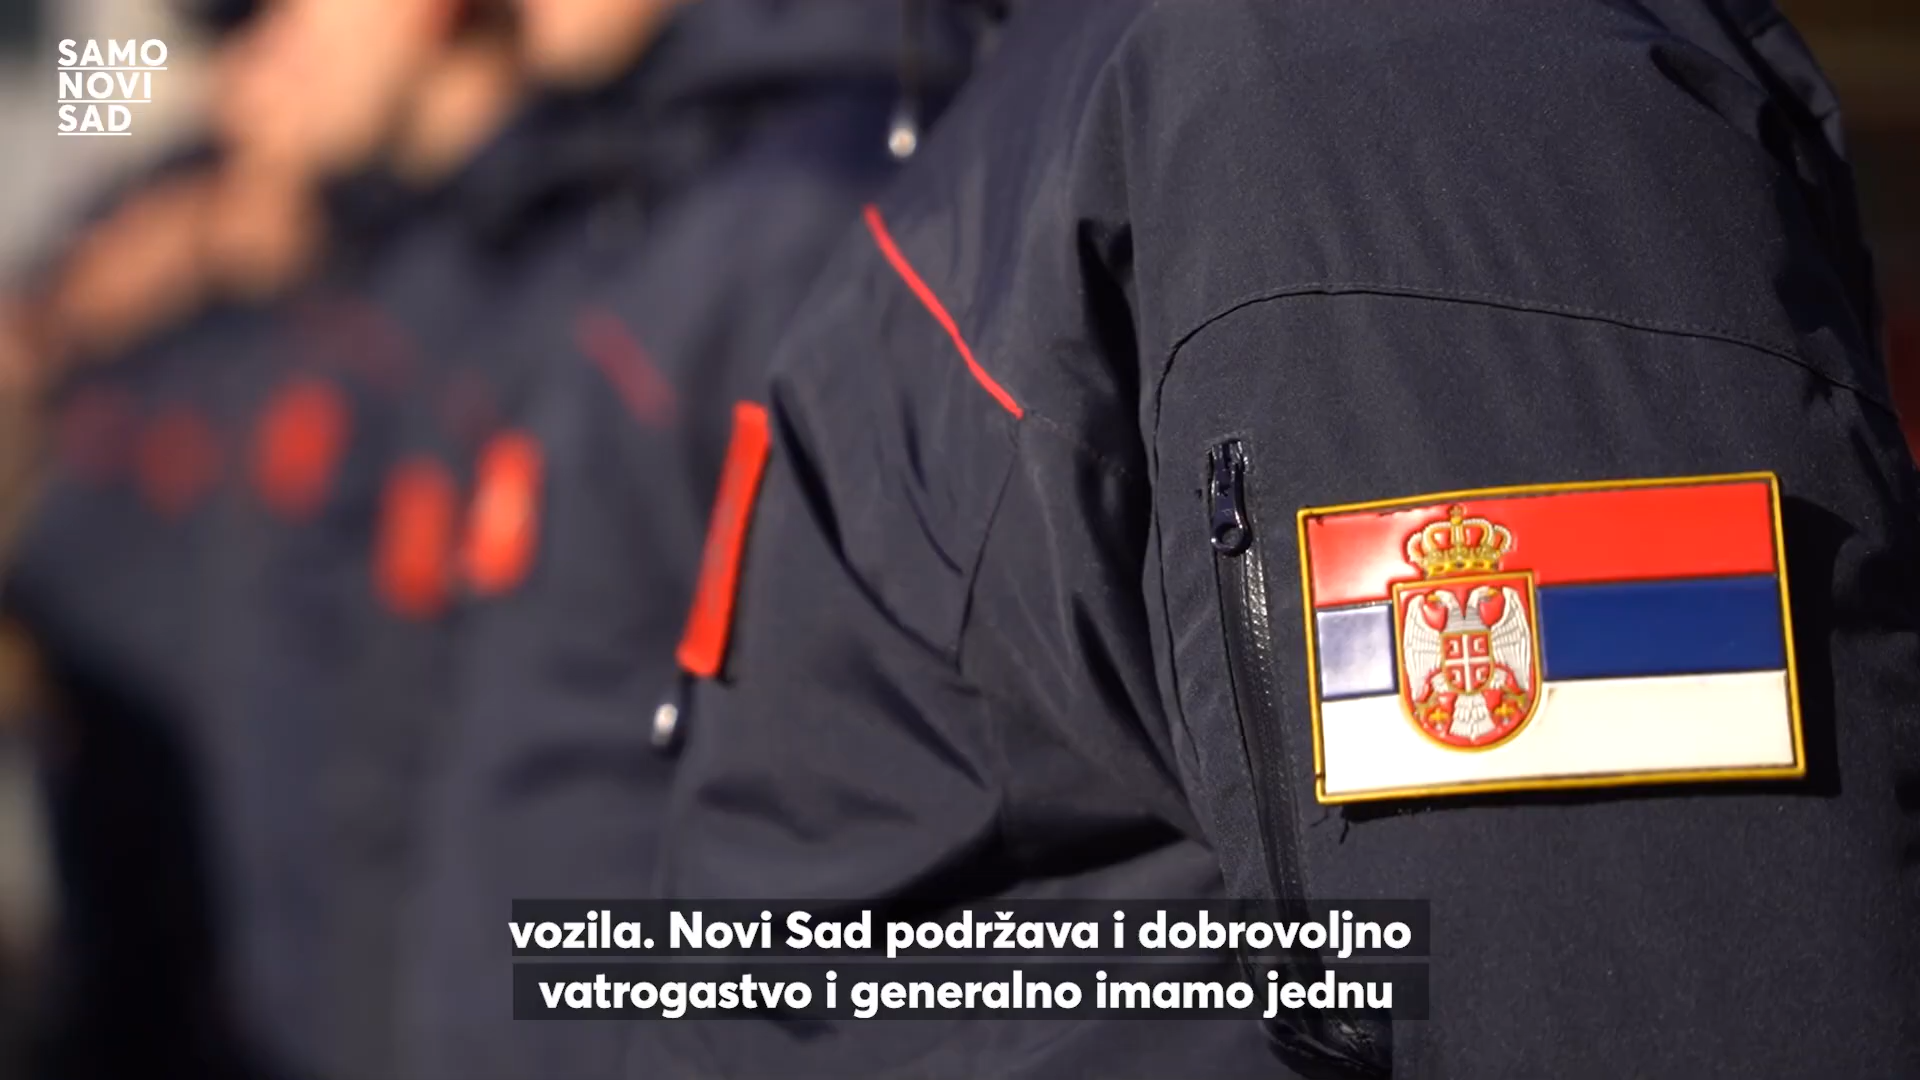 SAMO
NOVI
SAD
vozila. Novi Sad podržava i dobrovoljno
vatrogastvo i generalno imamo jednu